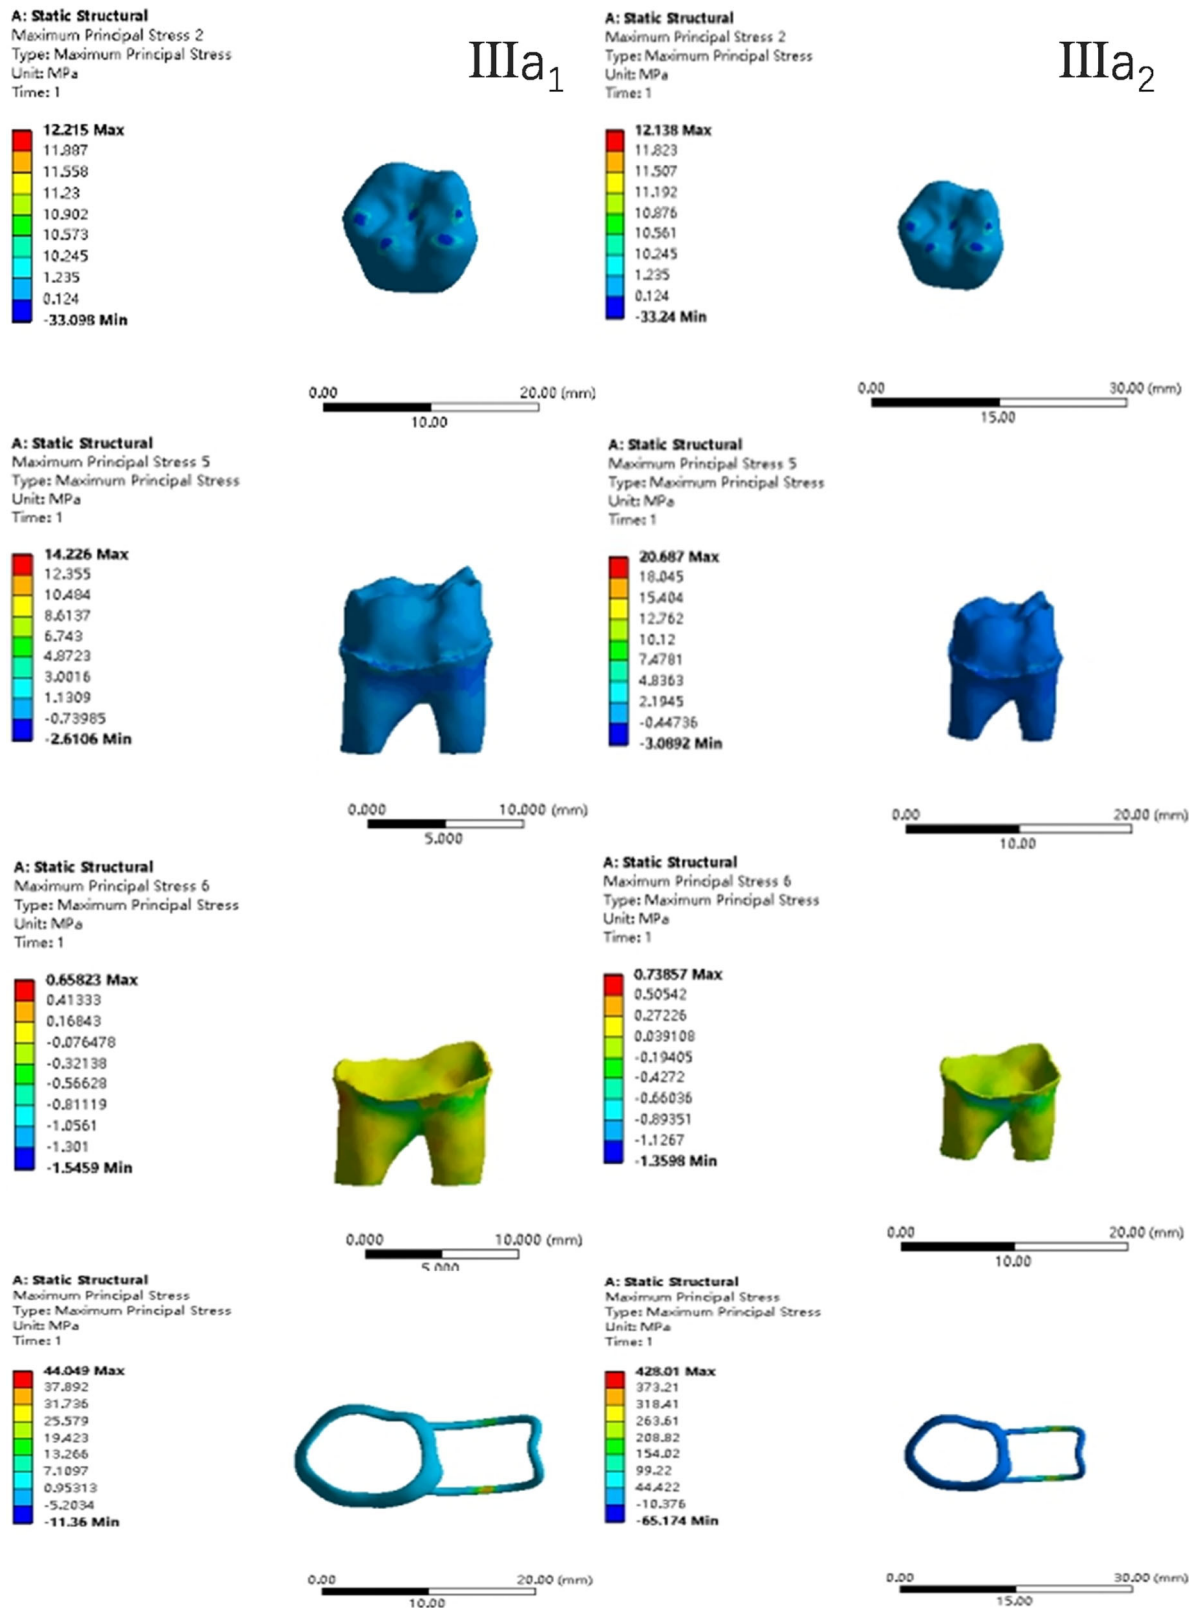 A: Static Structural
Maximum Principal Stress 2
Type: Maximum Principal Stress
Unit: MPa
Time: 1
IIIa1
12.215 Max
11.887
11.558
11.23
10.902
10.573
10.245
1.235
0.124
-33.098 Min
0.00
20.00 (mm)
10.00
A: Static Structural
Maximum Principal Stress 2
Type: Maximum Principal Stress
Unit: MPa
Time: 1
IIIa2
12.138 Max
11.823
11.507
11.192
10.876
10.561
10.245
1.235
0.124
-33.24 Min
0.00
30.00 (mm)
15.00
A: Static Structural
Maximum Principal Stress 5
Type: Maximum Principal Stress
Unit: MPa
Time: 1
14.226 Max
12.355
10.484
8.6137
6.743
4.8723
3.0016
1.1309
-0.73985
-2.6106 Min
0.000
10.000 (mm)
5.000
A: Static Structural
Maximum Principal Stress 5
Type: Maximum Principal Stress
Unit: MPa
Time: 1
20.687 Max
18.045
15.404
12.762
10.12
7.4781
4.8363
2.1945
-0.44736
-3.0892 Min
0.00
20.00 (mm)
10.00
A: Static Structural
Maximum Principal Stress 6
Type: Maximum Principal Stress
Unit: MPa
Time: 1
0.65823 Max
0.41333
0.16843
-0.076478
-0.32138
-0.56628
-0.81119
-1.0561
-1.301
-1.5459 Min
0.000
10.000 (mm)
5.000
A: Static Structural
Maximum Principal Stress 6
Type: Maximum Principal Stress
Unit: MPa
Time: 1
0.73857 Max
0.50542
0.27226
0.039108
-0.19405
-0.4272
-0.66036
-0.89351
-1.1267
-1.3598 Min
0.00
20.00 (mm)
10.00
A: Static Structural
Maximum Principal Stress
Type: Maximum Principal Stress
Unit: MPa
Time: 1
44.049 Max
37.892
31.736
25.579
19.423
13.266
7.1097
0.95313
-5.2034
-11.36 Min
0.00
20.00 (mm)
10.00
A: Static Structural
Maximum Principal Stress
Type: Maximum Principal Stress
Unit: MPa
Time: 1
428.01 Max
373.21
318.41
263.61
208.82
154.02
99.22
44.422
-10.376
-65.174 Min
0.00
30.00 (mm)
15.00